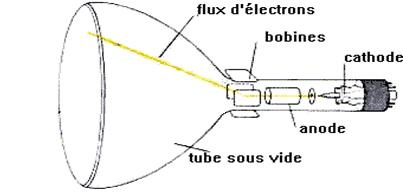 flux d'électrons
bobines
cathode
anode
tube sous vide